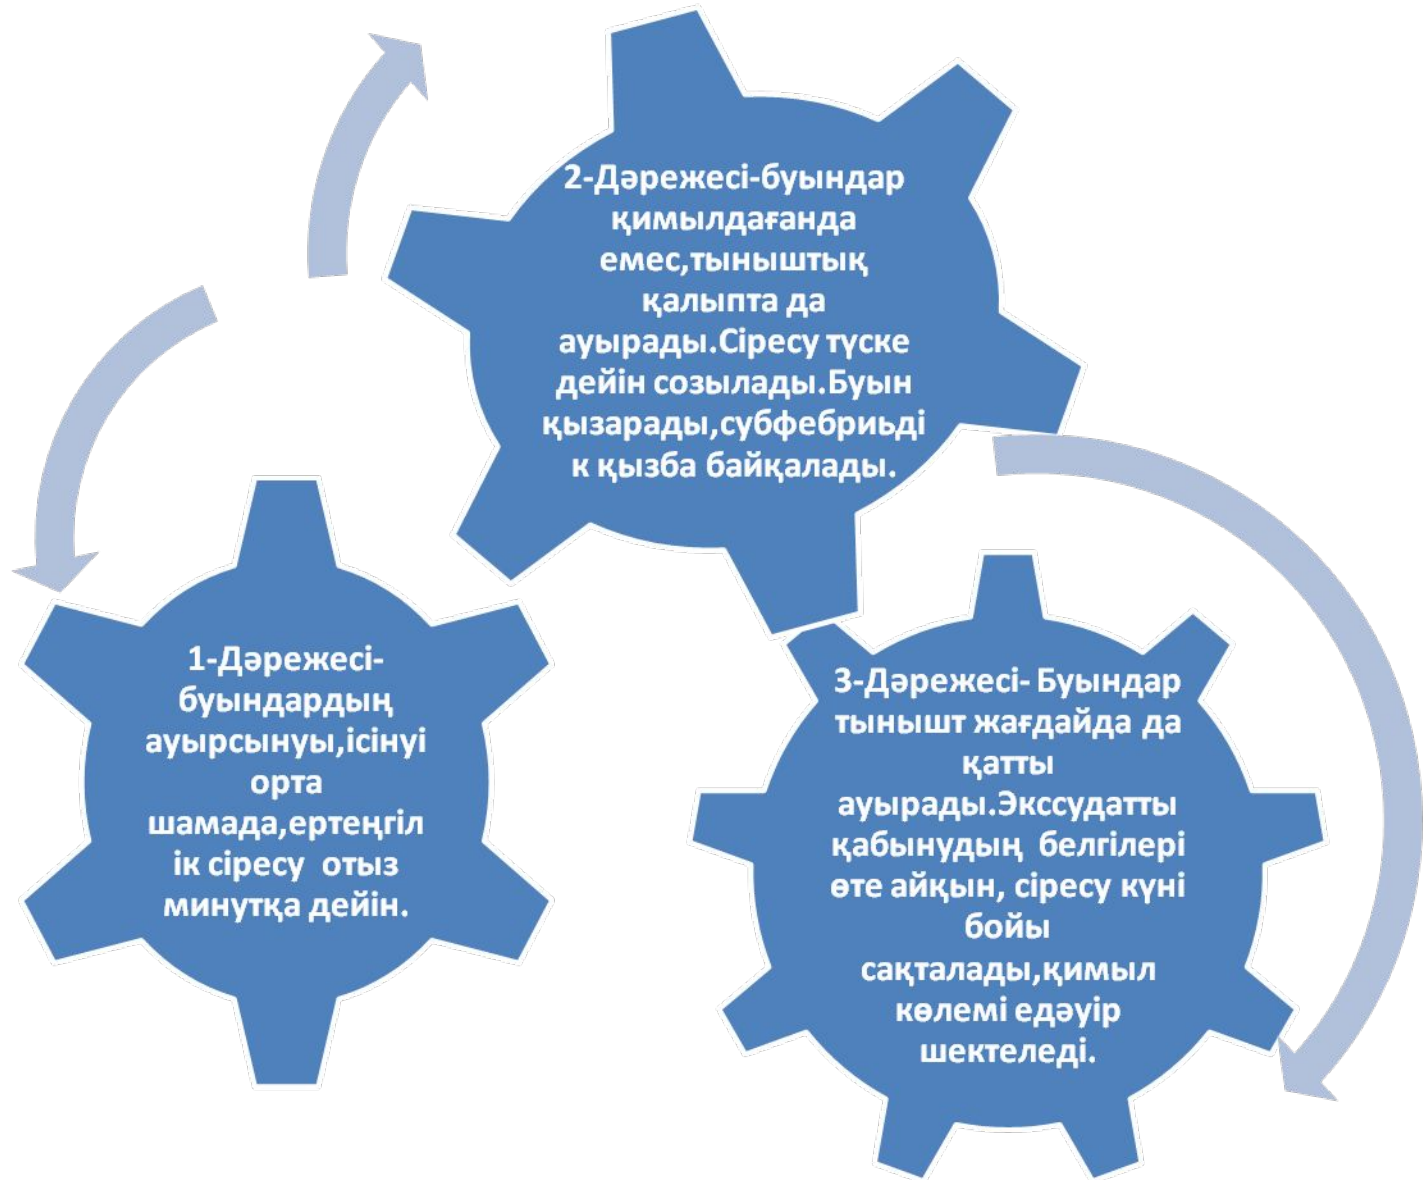 2-Дәрежесі-буындар
қимылдағанда
емес,тыныштық
қалыпта да
ауырады.Сіресу түске
дейін созылады.Буын
қызарады,субфебриьді
к қызба байқалады.
1-Дәрежесі-
буындардың
ауырсынуы,ісінуі
орта
шамада,ертеңгіл
ік сіресу  отыз
минутқа дейін.
3-Дәрежесі- Буындар
тынышт жағдайда да
қатты
ауырады.Экссудатты
қабынудың  белгілері
өте айқын, сіресу күні
бойы
сақталады,қимыл
көлемі едәуір
шектеледі.